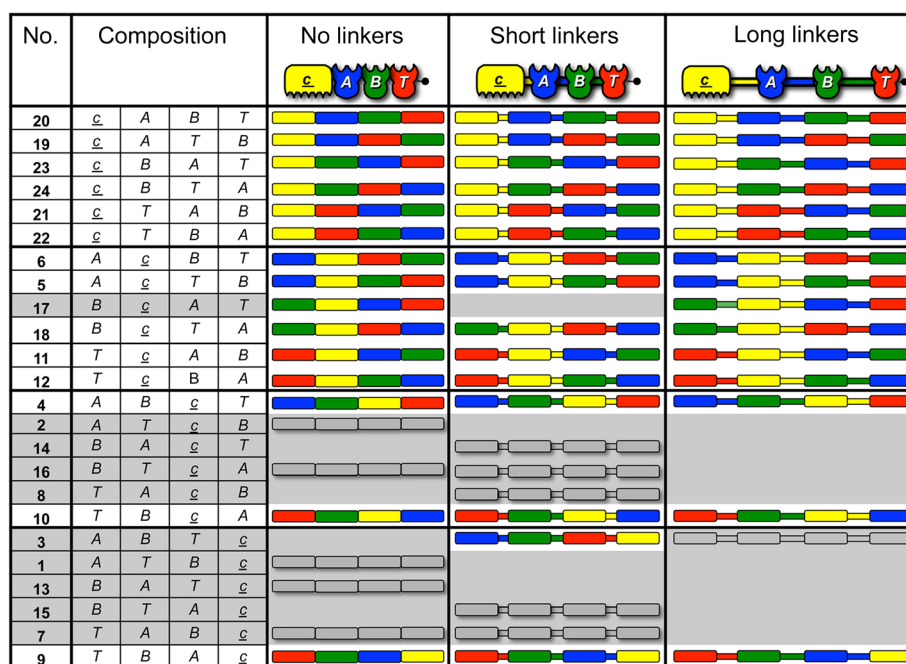 No. Composition No linkers Short linkers Long linkers
c A B T c A B T c A B T
20 c A B T
19 c A T B
23 c B A T
24 c B T A
21 c T A B
22 c T B A
6 A c B T
5 A c T B
17 B c A T
18 B c T A
11 T c A B
12 T c B A
4 A B c T
2 A T c B
14 B A c T
16 B T c A
8 T A c B
10 T B c A
3 A B T c
1 A T B c
13 B A T c
15 B T A c
7 T A B c
9 T B A c